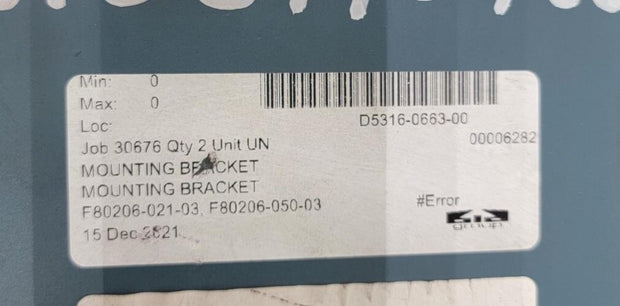 Min: 0
Max: 0
Loc:
D5316-0663-00
Job 30676 Qty 2 Unit UN
00006282
MOUNTING BRACKET
MOUNTING BRACKET
F80206-021-03, F80206-050-03
#Error
15 Dec 2021
group